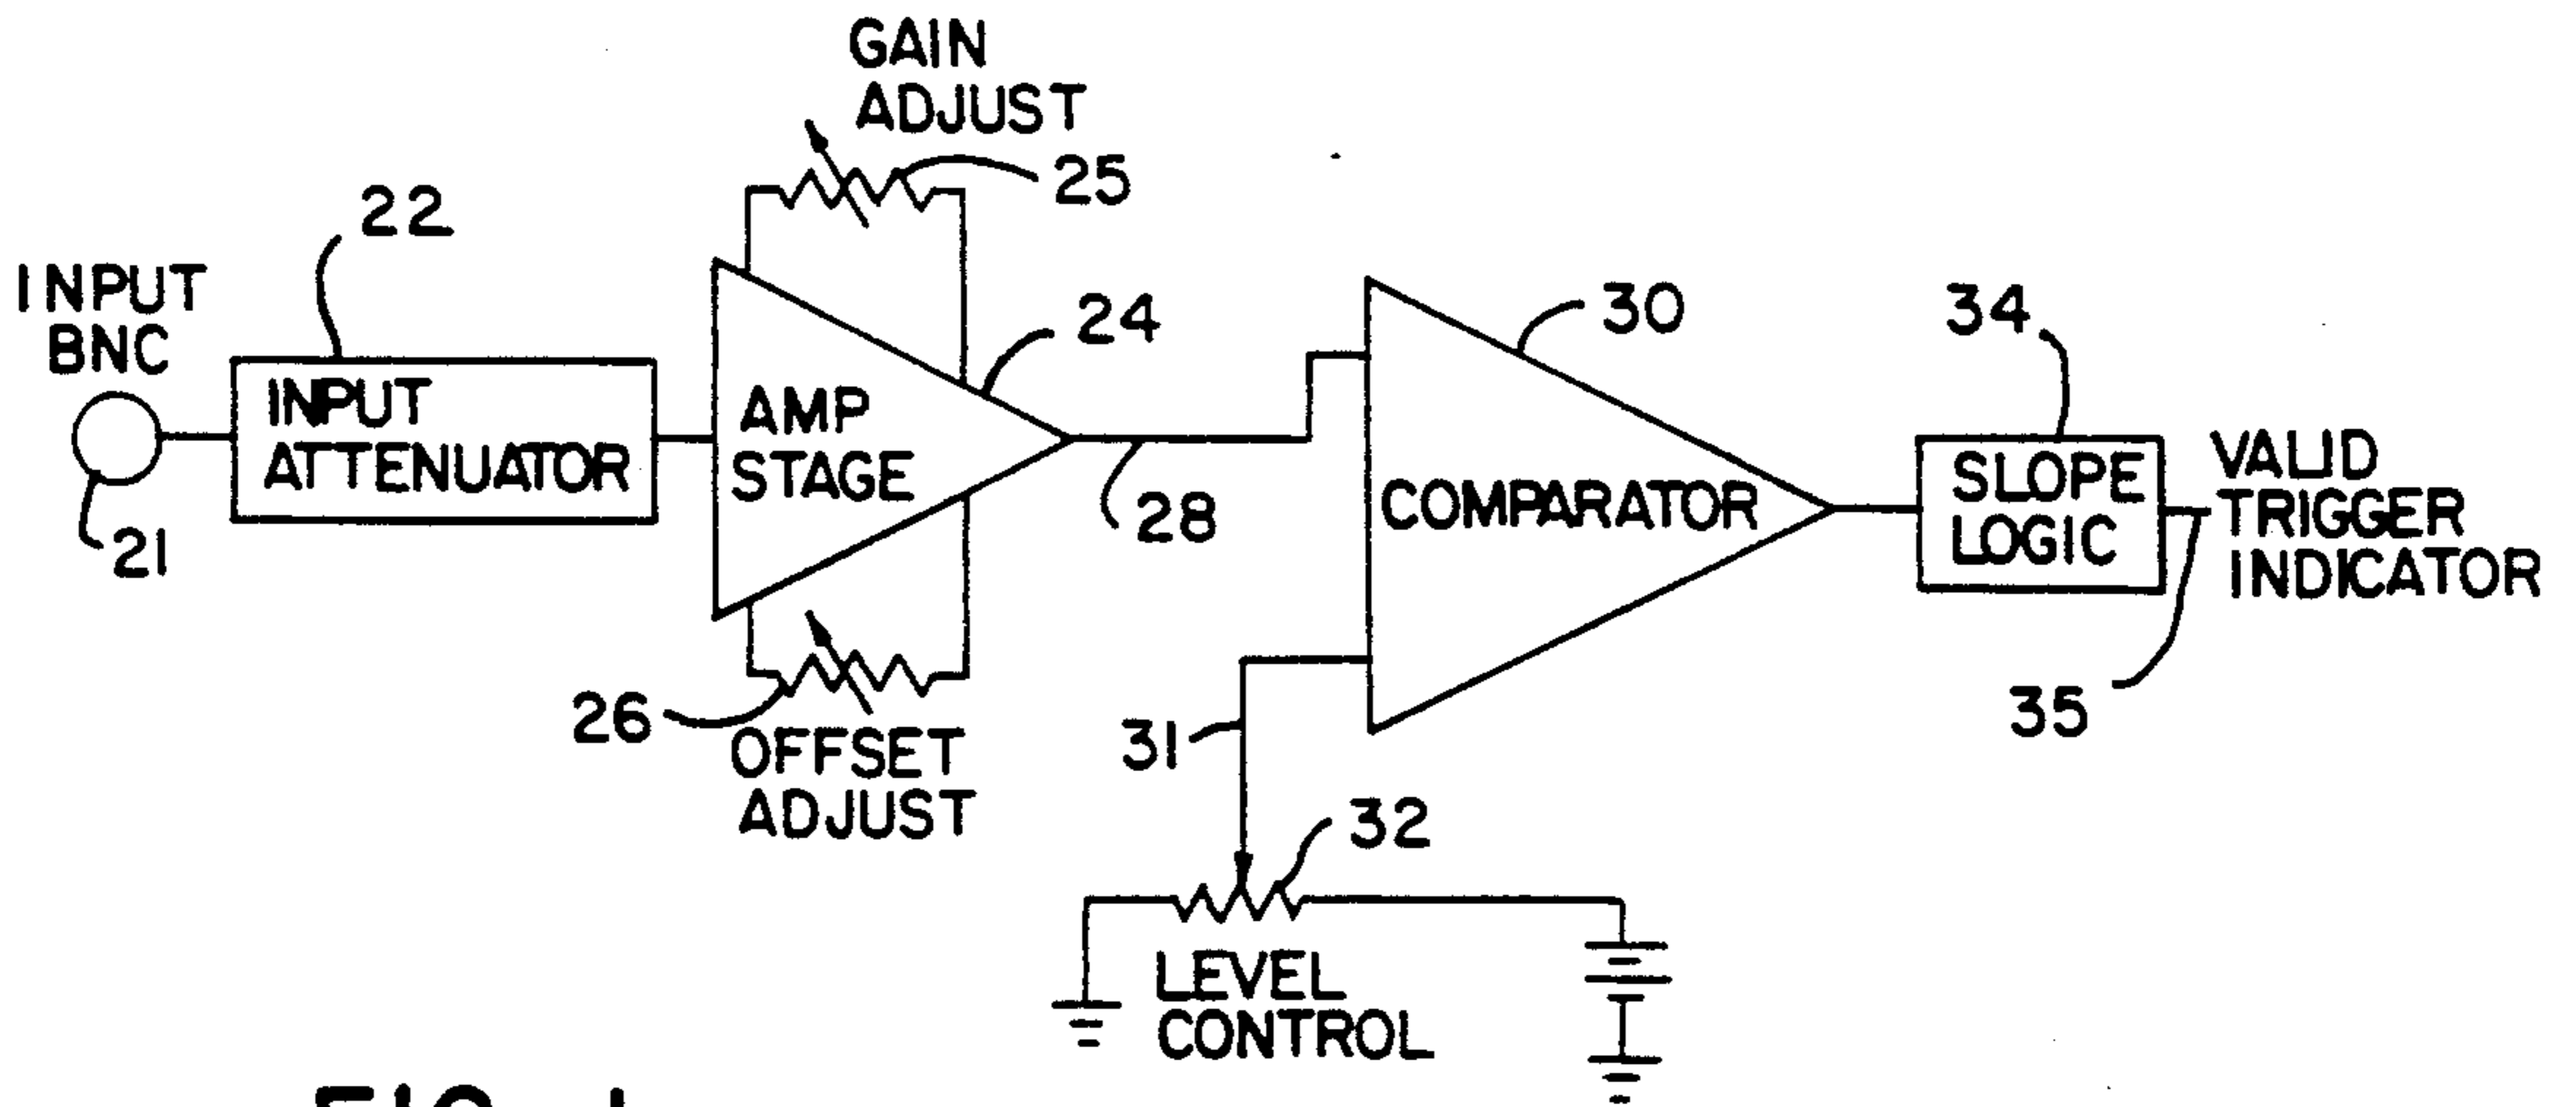 GAIN
ADJUST
25
22
INPUT
BNC
21
INPUT
ATTENUATOR
24
AMP
STAGE
28
26
OFFSET
ADJUST
30
COMPARATOR
31
32
LEVEL
CONTROL
34
SLOPE
LOGIC
VALID
TRIGGER
INDICATOR
35